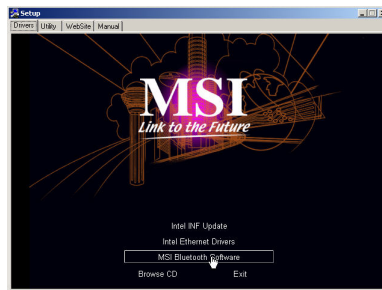 Setup
Drivers Utility WebSite Manual
MSI
Link to the Future
Intel INF Update
Intel Ethernet Drivers
MSI Bluetooth Software
Browse CD Exit